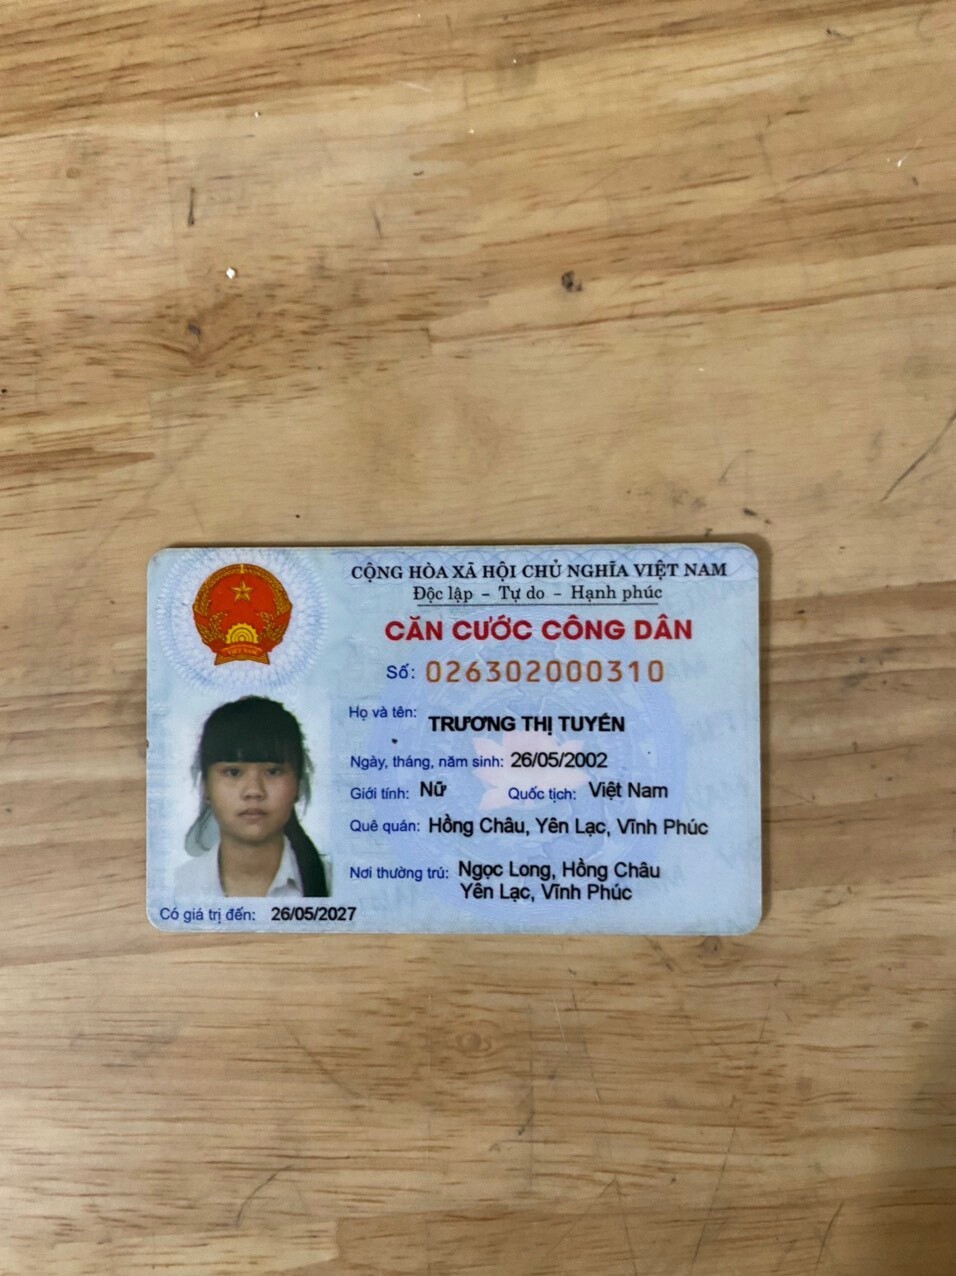 CỘNG HÒA XÃ HỘI CHỦ NGHĨA VIỆT NAM
Độc lập - Tự do - Hạnh phúc
CĂN CƯỚC CÔNG DÂN
Số: 026302000310
Họ và tên: TRƯƠNG THỊ TUYẾN
Ngày, tháng, năm sinh: 26/05/2002
Giới tính: Nữ Quốc tịch: Việt Nam
Quê quán: Hồng Châu, Yên Lạc, Vĩnh Phúc
Nơi thường trú: Ngọc Long, Hồng Châu
Yên Lạc, Vĩnh Phúc
Có giá trị đến: 26/05/2027